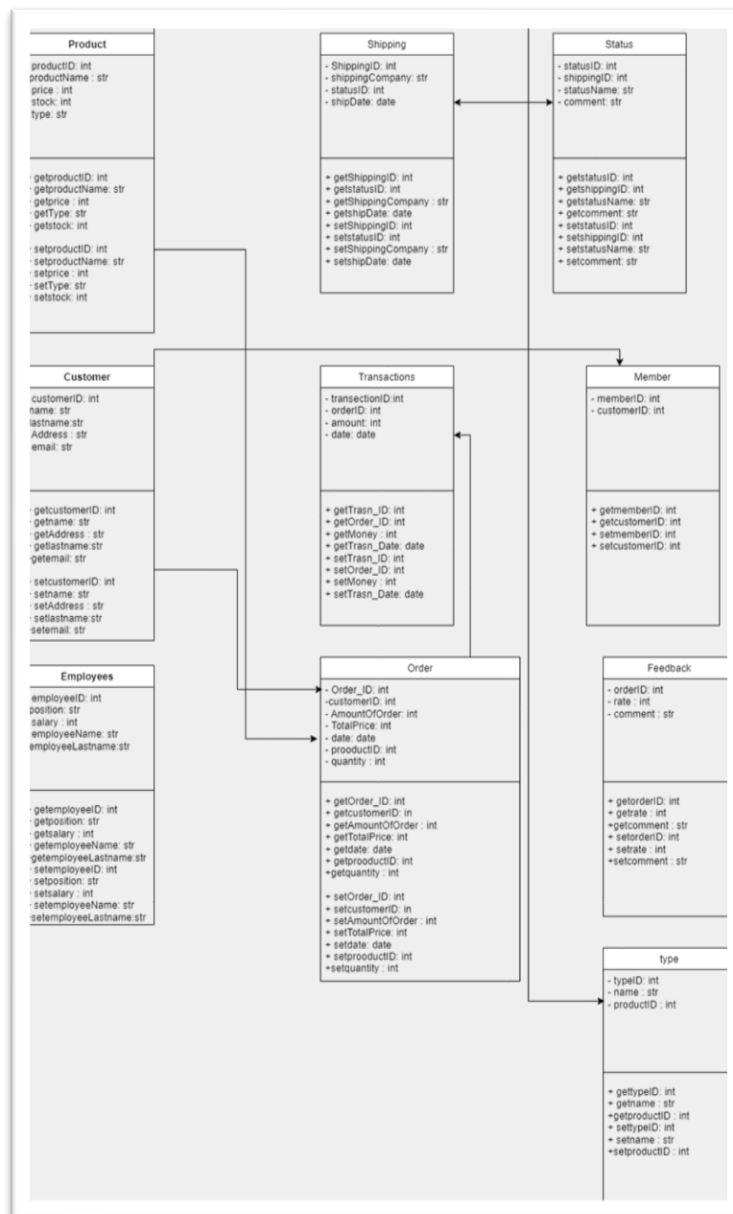 Product
productID: int
productName : str
price : int
stock: int
type: str
getproductID: int
getproductName: str
getprice : int
getType: str
getstock: int
setproductID: int
setproductName: str
setprice : int
setType: str
setstock: int
Shipping
- ShippingID: int
- shippingCompany: str
- statusID: int
- shipDate: date
+ getShippingID: int
+ getstatusID: int
+ getShippingCompany : str
+ getshipDate: date
+ setShippingID: int
+ setstatusID: int
+ setShippingCompany : str
+ setshipDate: date
Status
- statusID: int
- shippingID: int
- statusName: str
- comment: str
+ getstatusID: int
+ getshippingID: int
+ getstatusName: str
+ getcomment: str
+ setstatusID: int
+ setshippingID: int
+ setstatusName: str
+ setcomment: str
Customer
customerID: int
name: str
lastname:str
Address : str
email: str
getcustomerID: int
getname: str
getAddress : str
getlastname:str
getemail: str
setcustomerID: int
setname: str
setAddress : str
setlastname:str
setemail: str
Transactions
- transectionID:int
- orderID: int
- amount: int
- date: date
+ getTrasn_ID: int
+ getOrder_ID: int
+ getMoney : int
+ getTrasn_Date: date
+ setTrasn_ID: int
+ setOrder_ID: int
+ setMoney : int
+ setTrasn_Date: date
Member
- memberID: int
- customerID: int
+ getmemberID: int
+ getcustomerID: int
+ setmemberID: int
+ setcustomerID: int
Employees
employeeID: int
position: str
salary : int
employeeName: str
employeeLastname:str
getemployeeID: int
getposition: str
getsalary : int
getemployeeName: str
getemployeeLastname:str
setemployeeID: int
setposition: str
setsalary : int
setemployeeName: str
setemployeeLastname:str
Order
- Order_ID: int
-customerID: int
- AmountOfOrder: int
- TotalPrice: int
- date: date
- prooductID: int
- quantity : int
+ getOrder_ID: int
+ getcustomerID: in
+ getAmountOfOrder : int
+ getTotalPrice: int
+ getdate: date
+ getprooductID: int
+getquantity : int
+ setOrder_ID: int
+ setcustomerID: in
+ setAmountOfOrder : int
+ setTotalPrice: int
+ setdate: date
+ setprooductID: int
+setquantity : int
Feedback
- orderID: int
- rate : int
- comment : str
+ getorderID: int
+ getrate : int
+getcomment : str
+ setorderID: int
+ setrate : int
+setcomment : str
type
- typeID: int
- name : str
- productID : int
+ gettypeID: int
+ getname : str
+getproductID : int
+ settypeID: int
+ setname : str
+setproductID : int